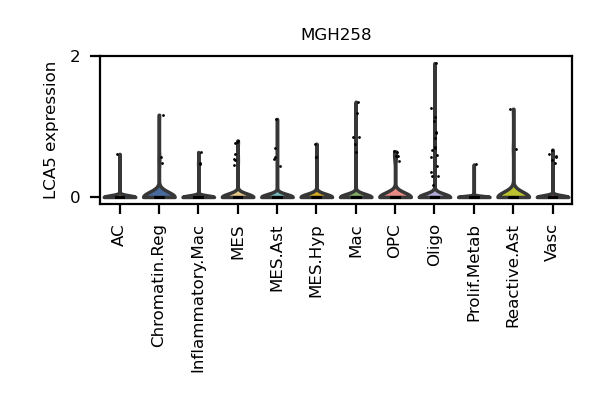 MGH258
2
0
LCA5 expression
AC
Chromatin.Reg
Inflammatory.Mac
MES
MES.Ast
MES.Hyp
Mac
OPC
Oligo
Prolif.Metab
Reactive.Ast
Vasc